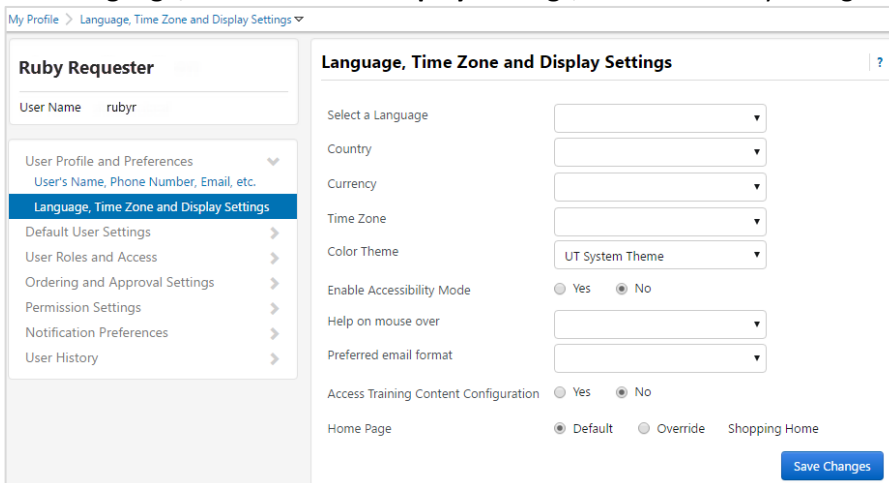 My Profile > Language, Time Zone and Display Settings
Ruby Requester
User Name rubyr
User Profile and Preferences
User's Name, Phone Number, Email, etc.
Language, Time Zone and Display Settings
Default User Settings
User Roles and Access
Ordering and Approval Settings
Permission Settings
Notification Preferences
User History
Language, Time Zone and Display Settings ?
Select a Language
Country
Currency
Time Zone
Color Theme UT System Theme
Enable Accessibility Mode Yes No
Help on mouse over
Preferred email format
Access Training Content Configuration Yes No
Home Page Default Override Shopping Home
Save Changes